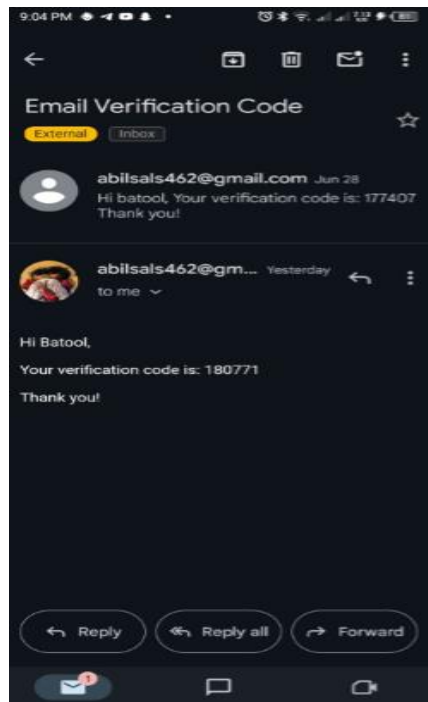 9:04 PM
Email Verification Code
External
Inbox
abilsals462@gmail.com Jun 28
Hi batool, Your verification code is: 177407
Thank you!
abilsals462@gm... Yesterday
to me
Hi Batool,
Your verification code is: 180771
Thank you!
Reply
Reply all
Forward
1